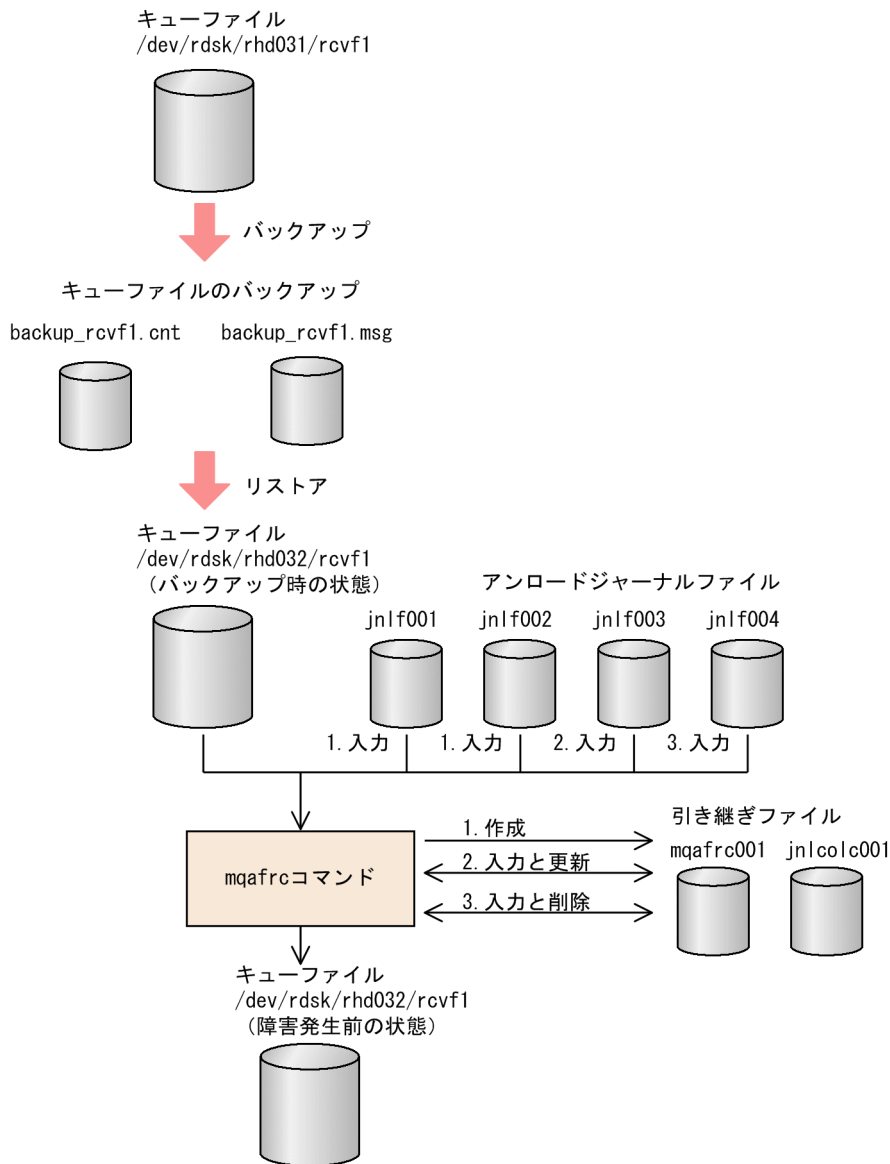 キューファイル
/dev/rdsk/rhd031/rcvf1
バックアップ
キューファイルのバックアップ
backup_rcvf1.cnt
backup_rcvf1.msg
リストア
キューファイル
/dev/rdsk/rhd032/rcvf1
（バックアップ時の状態）
アンロードジャーナルファイル
jnlf001
jnlf002
jnlf003
jnlf004
1.入力
1.入力
2.入力
3.入力
mqafrcコマンド
1.作成
2.入力と更新
3.入力と削除
引き継ぎファイル
mqafrc001
jnlcolc001
キューファイル
/dev/rdsk/rhd032/rcvf1
（障害発生前の状態）